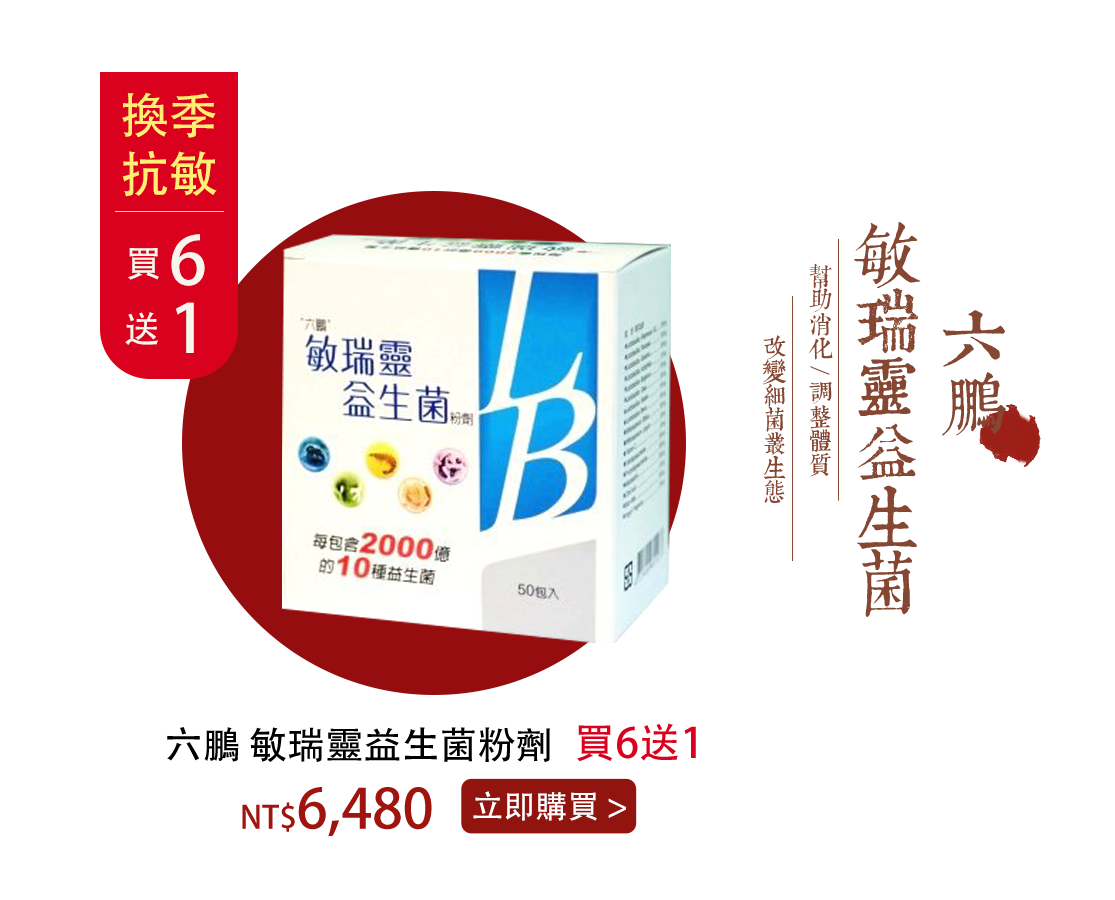 換季
抗敏
買6
送1
"六鵬"
敏瑞靈
益生菌粉劑
每包含2000億
的10種益生菌
50包入
LB
六鵬
敏瑞靈益生菌
幫助消化/調整體質
改變細菌叢生態
六鵬 敏瑞靈益生菌粉劑 買6送1
NT$6,480
立即購買 >